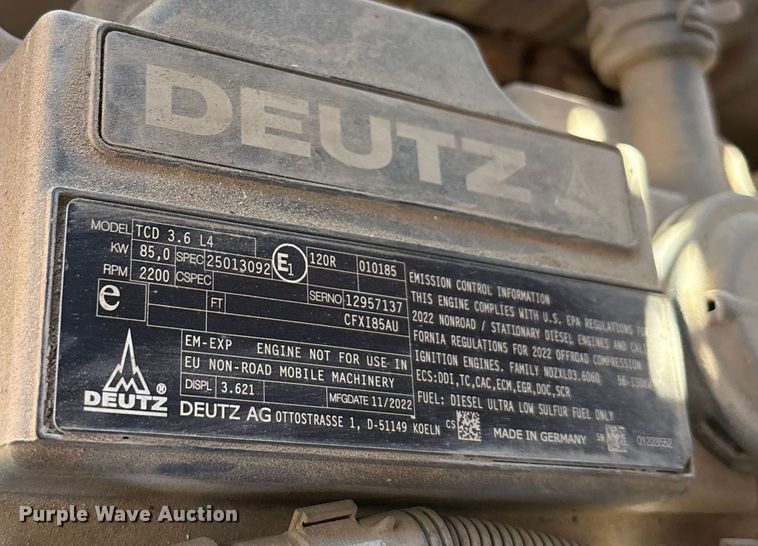 DEUTZ
MODEL TCD 3.6 L4
KW 85,0 SPEC 25013092 E1 120R 010185
RPM 2200 CSPEC
e FT SERNO 12957137
CFX185AU
EM-EXP ENGINE NOT FOR USE IN
EU NON-ROAD MOBILE MACHINERY
DISPL 3.621 MFGDATE 11/2022
DEUTZ ®
DEUTZ AG OTTOSTRASSE 1, D-51149 KOELN CS
EMISSION CONTROL INFORMATION
THIS ENGINE COMPLIES WITH U.S. EPA REGULATIONS FOR
2022 NONROAD / STATIONARY DIESEL ENGINES AND CALI
FORNIA REGULATIONS FOR 2022 OFFROAD COMPRESSION
IGNITION ENGINES. FAMILY NDZXL03.6060
ECS:DDI,TC,CAC,ECM,EGR,DOC,SCR
FUEL: DIESEL ULTRA LOW SULFUR FUEL ONLY
MADE IN GERMANY SN
Purple Wave Auction